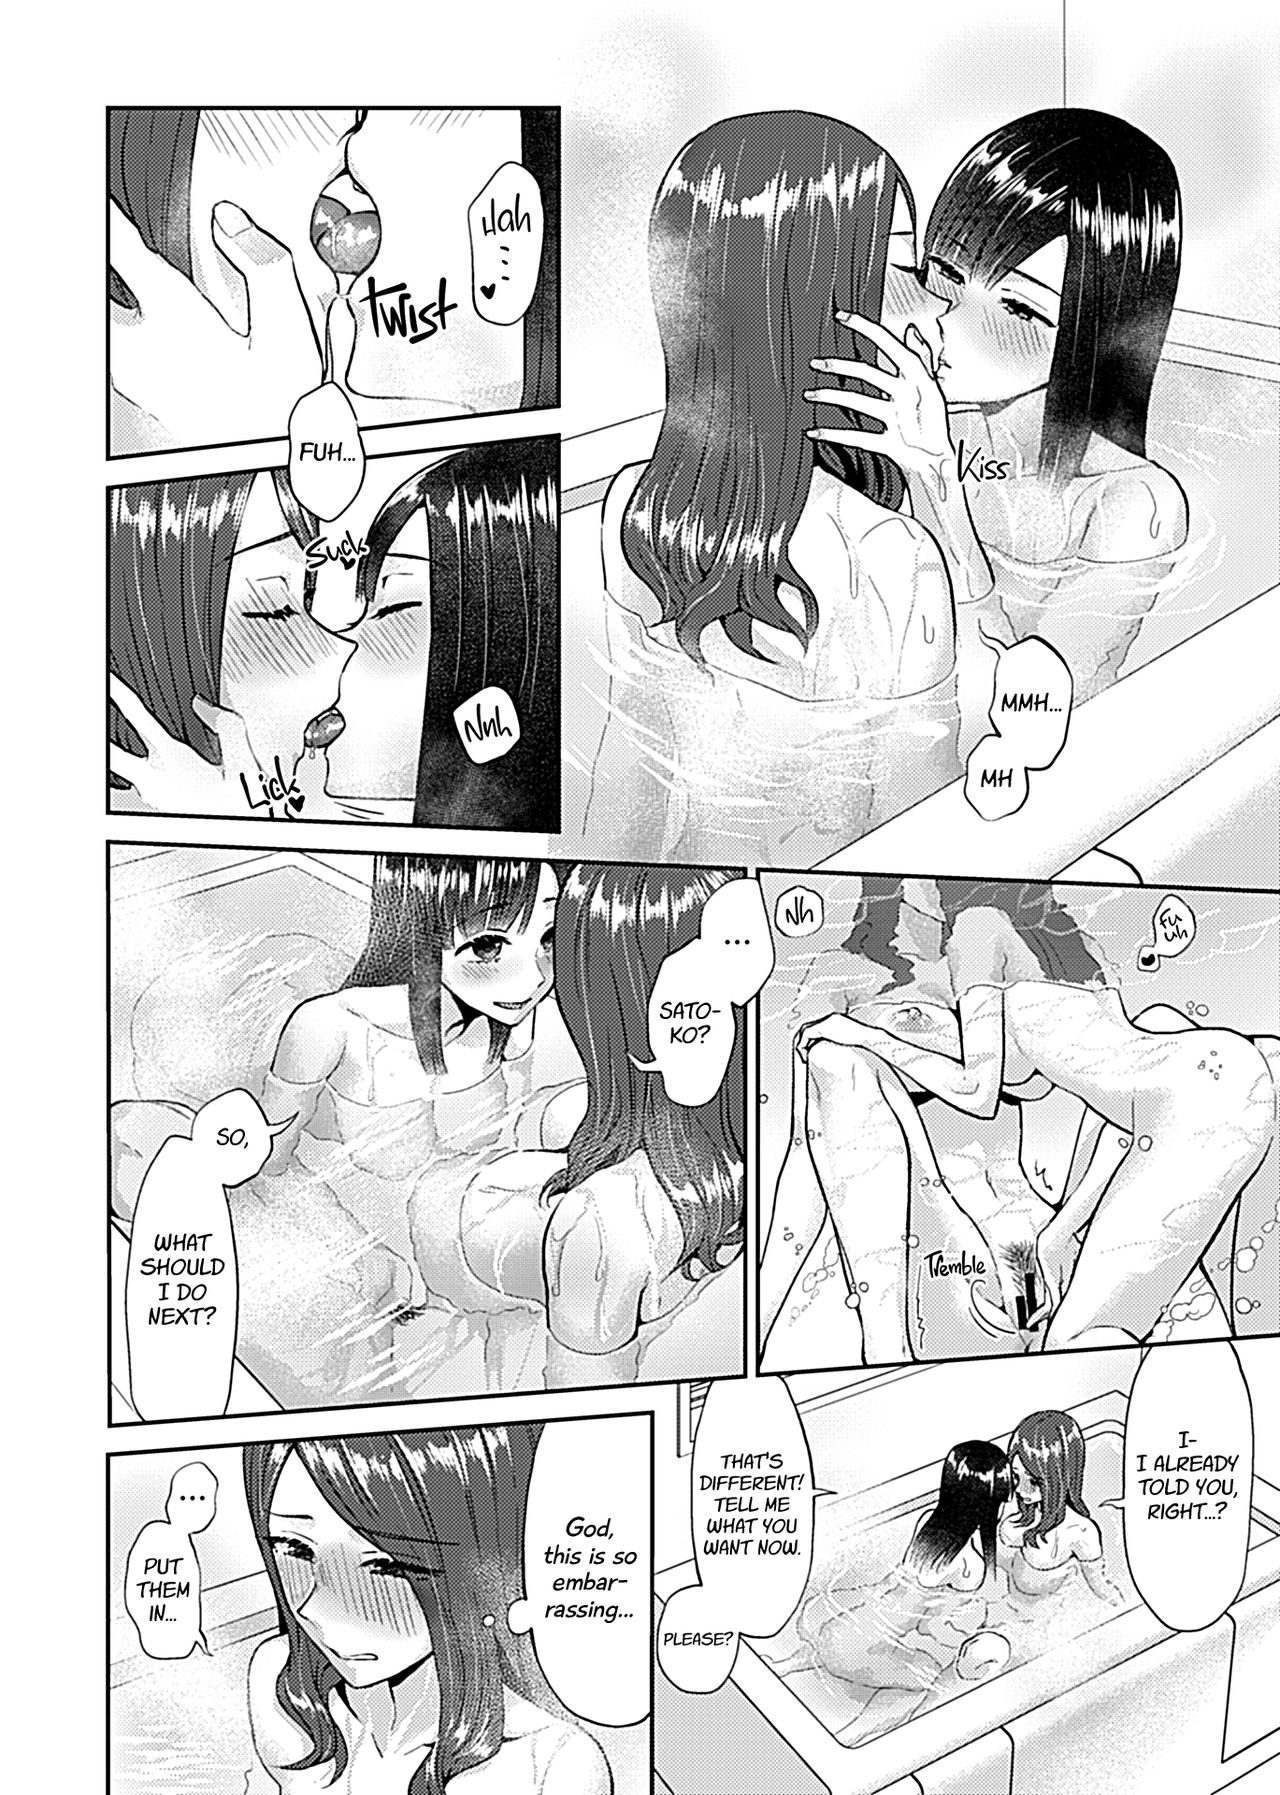 Kiss
MMH...
MH
Hah
...
♥
Twist
FUH...
Suck
♥
Nnh
Lick
♥
Nh
fu
uh
♥
Tremble
...
SATO-
KO?
SO,
WHAT
SHOULD
I DO
NEXT?
I-
I ALREADY
TOLD YOU,
RIGHT...?
THAT'S
DIFFERENT!
TELL ME
WHAT YOU
WANT NOW.
PLEASE?
God,
this is so
embar-
rassing...
...
PUT
THEM
IN...